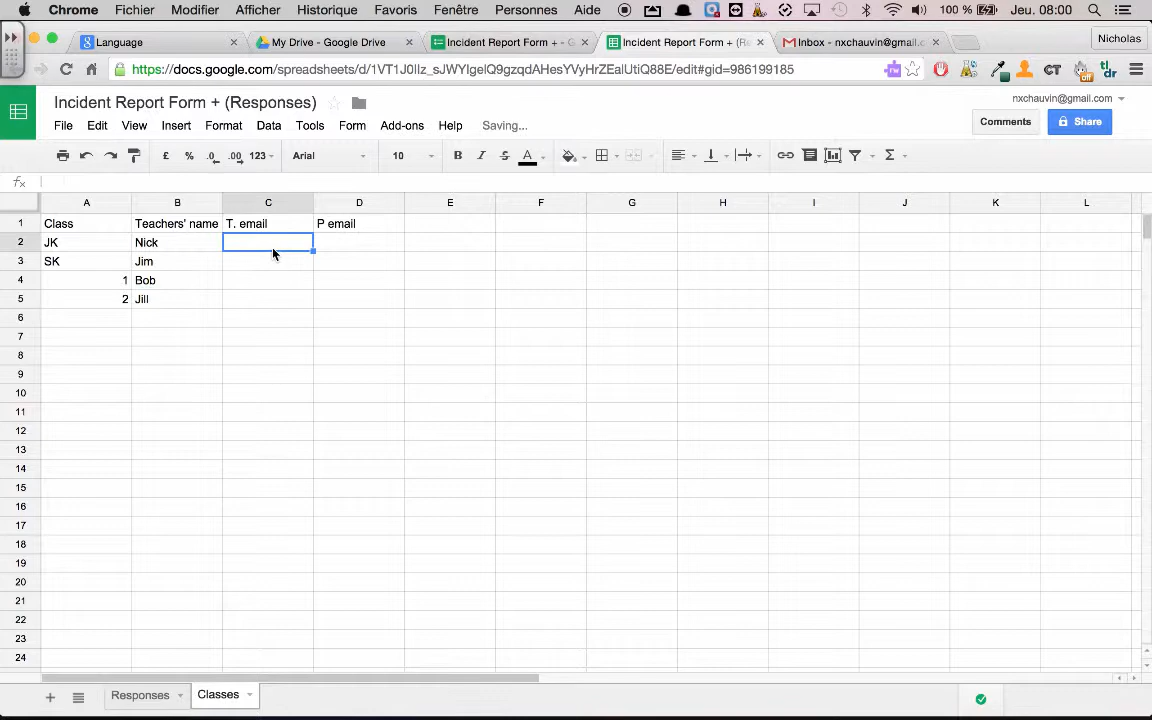 Chrome Fichier Modifier Afficher Historique Favoris Fenêtre Personnes Aide 100 % Jeu. 08:00
Language My Drive - Google Drive Incident Report Form + - G Incident Report Form + (Re Inbox - nxchauvin@gmail.c Nicholas
https://docs.google.com/spreadsheets/d/1VT1J0lIz_sJWYIgelQ9gzqdAHesYVyHrZEalUtiQ88E/edit#gid=986199185
Incident Report Form + (Responses) nxchauvin@gmail.com
File Edit View Insert Format Data Tools Form Add-ons Help Saving... Comments Share
£ % .0 .00 123 Arial 10 B I S A Σ
fx
A B C D E F G H I J K L
1 Class Teachers' name T. email P email
2 JK Nick
3 SK Jim
4 1 Bob
5 2 Jill
6
7
8
9
10
11
12
13
14
15
16
17
18
19
20
21
22
23
24
+ Responses Classes